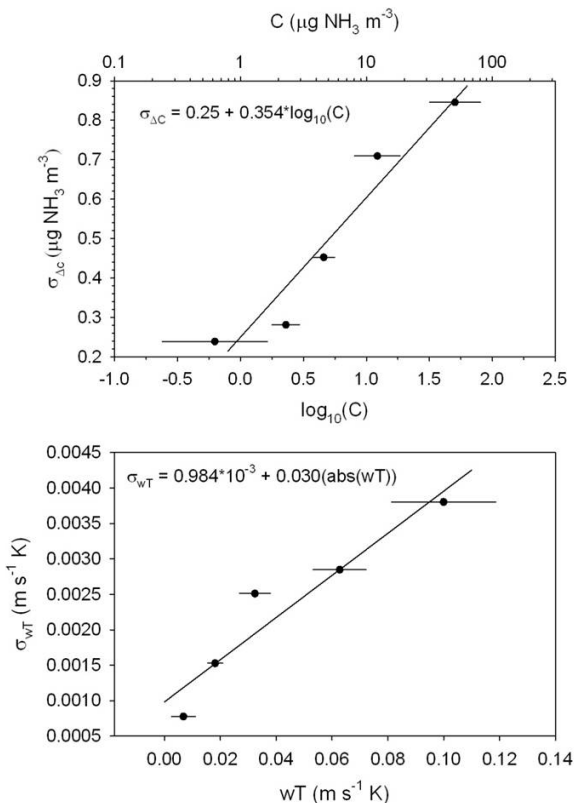 C (μg NH₃ m⁻³)
0.1 1 10 100
0.9
σΔC = 0.25 + 0.354*log₁₀(C)
0.8
0.7
0.6
0.5
0.4
0.3
0.2
σΔc (μg NH₃ m⁻³)
-1.0 -0.5 0.0 0.5 1.0 1.5 2.0 2.5
log₁₀(C)
0.0045
σwT = 0.984*10⁻³ + 0.030(abs(wT))
0.0040
0.0035
0.0030
0.0025
0.0020
0.0015
0.0010
0.0005
σwT (m s⁻¹ K)
0.00 0.02 0.04 0.06 0.08 0.10 0.12 0.14
wT (m s⁻¹ K)